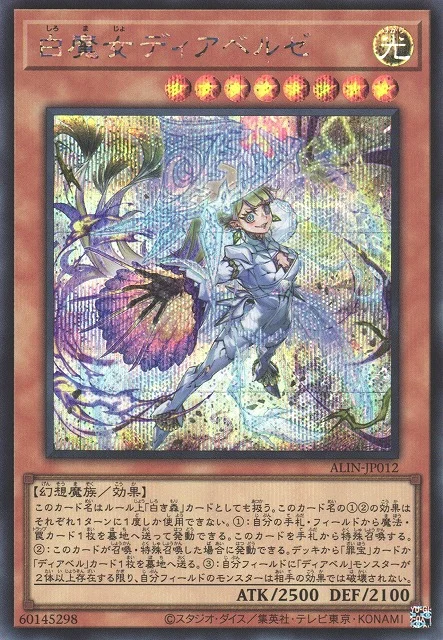 白魔女ディアベルゼ
光
ALIN-JP012
【幻想魔族/効果】
このカード名はルール上「白き森」カードとしても扱う。このカード名の①②の効果は
それぞれ1ターンに1度しか使用できない。①:自分の手札・フィールドから魔法・
罠カード1枚を墓地へ送って発動できる。このカードを手札から特殊召喚する。
②:このカードが召喚・特殊召喚した場合に発動できる。デッキから「罪宝」カードか
「ディアベル」カード1枚を墓地へ送る。③:自分フィールドに「ディアベル」モンスターが
2体以上存在する限り、自分フィールドのモンスターは相手の効果では破壊されない。
ATK/2500 DEF/2100
60145298
©スタジオ・ダイス/集英社・テレビ東京・KONAMI